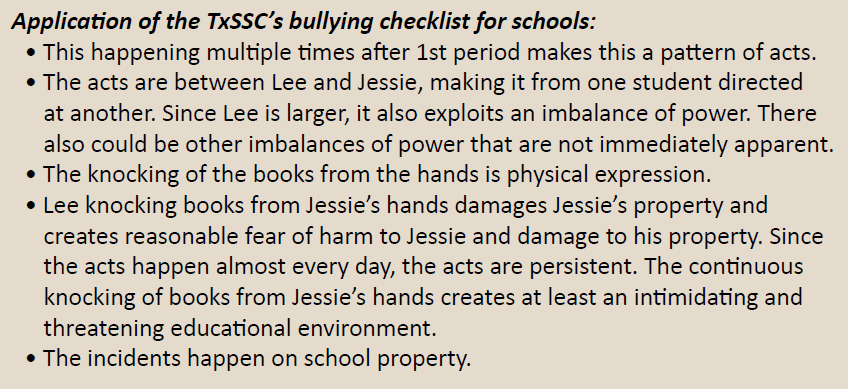 Application of the TxSSC’s bullying checklist for schools:
• This happening multiple times after 1st period makes this a pattern of acts.
• The acts are between Lee and Jessie, making it from one student directed
at another. Since Lee is larger, it also exploits an imbalance of power. There
also could be other imbalances of power that are not immediately apparent.
• The knocking of the books from the hands is physical expression.
• Lee knocking books from Jessie’s hands damages Jessie’s property and
creates reasonable fear of harm to Jessie and damage to his property. Since
the acts happen almost every day, the acts are persistent. The continuous
knocking of books from Jessie’s hands creates at least an intimidating and
threatening educational environment.
• The incidents happen on school property.